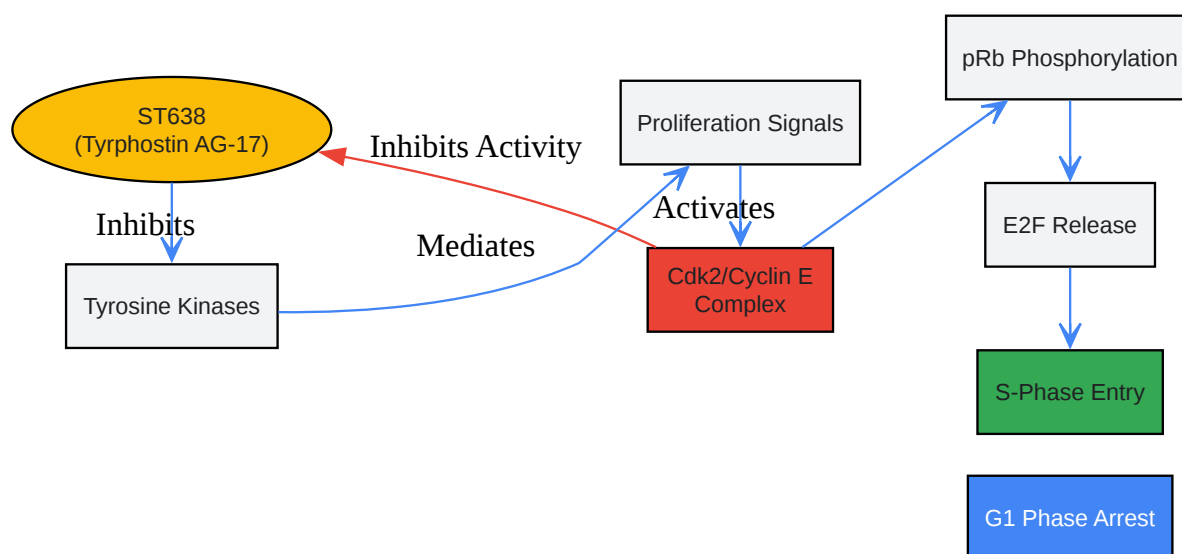 ST638
(Tyrphostin AG-17)
Inhibits
Tyrosine Kinases
Inhibits Activity
Mediates
Proliferation Signals
Activates
Cdk2/Cyclin E
Complex
pRb Phosphorylation
E2F Release
S-Phase Entry
G1 Phase Arrest